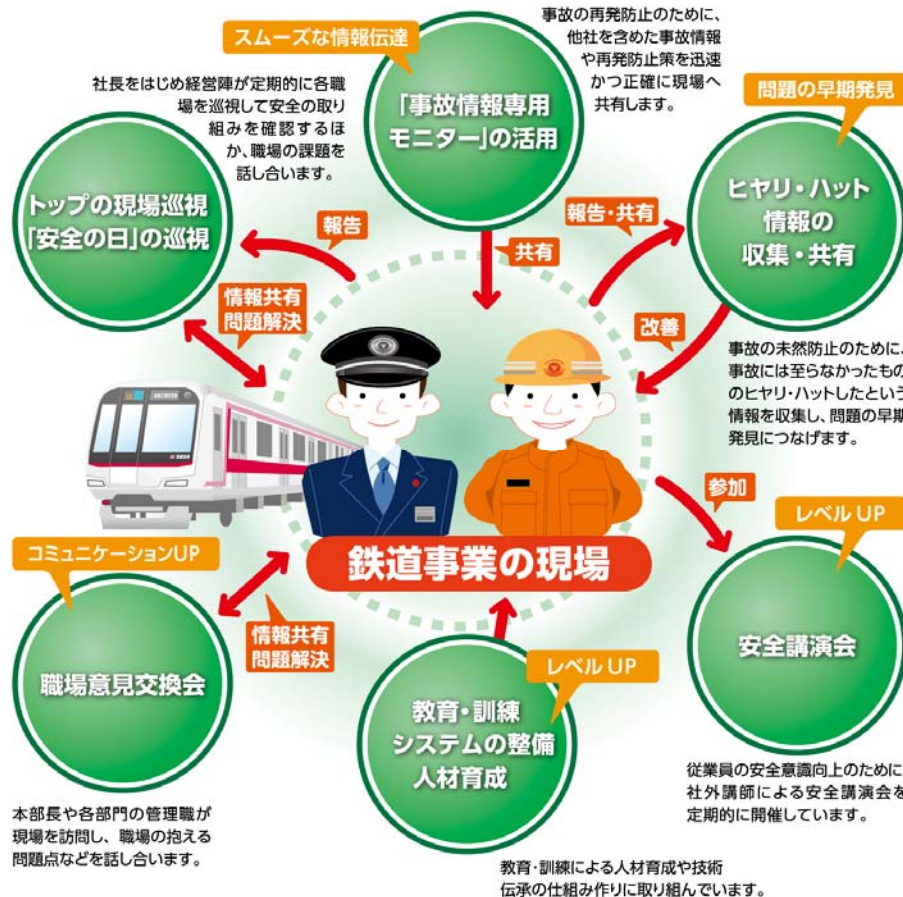 スムーズな情報伝達
「事故情報専用
モニター」の活用
事故の再発防止のために、
他社を含めた事故情報
や再発防止策を迅速
かつ正確に現場へ
共有します。
社長をはじめ経営陣が定期的に各職
場を巡視して安全の取り
組みを確認するほ
か、職場の課題を
話し合います。
トップの現場巡視
「安全の日」の巡視
問題の早期発見
ヒヤリ・ハット
情報の
収集・共有
事故の未然防止のために、
事故には至らなかったもの
のヒヤリ・ハットしたという
情報を収集し、問題の早期
発見につなげます。
報告
共有
報告・共有
情報共有
問題解決
改善
鉄道事業の現場
参加
コミュニケーションUP
職場意見交換会
情報共有
問題解決
本部長や各部門の管理職が
現場を訪問し、職場の抱える
問題点などを話し合います。
レベルUP
教育・訓練
システムの整備
人材育成
教育・訓練による人材育成や技術
伝承の仕組み作りに取り組んでいます。
レベルUP
安全講演会
従業員の安全意識向上のために
社外講師による安全講演会を
定期的に開催しています。